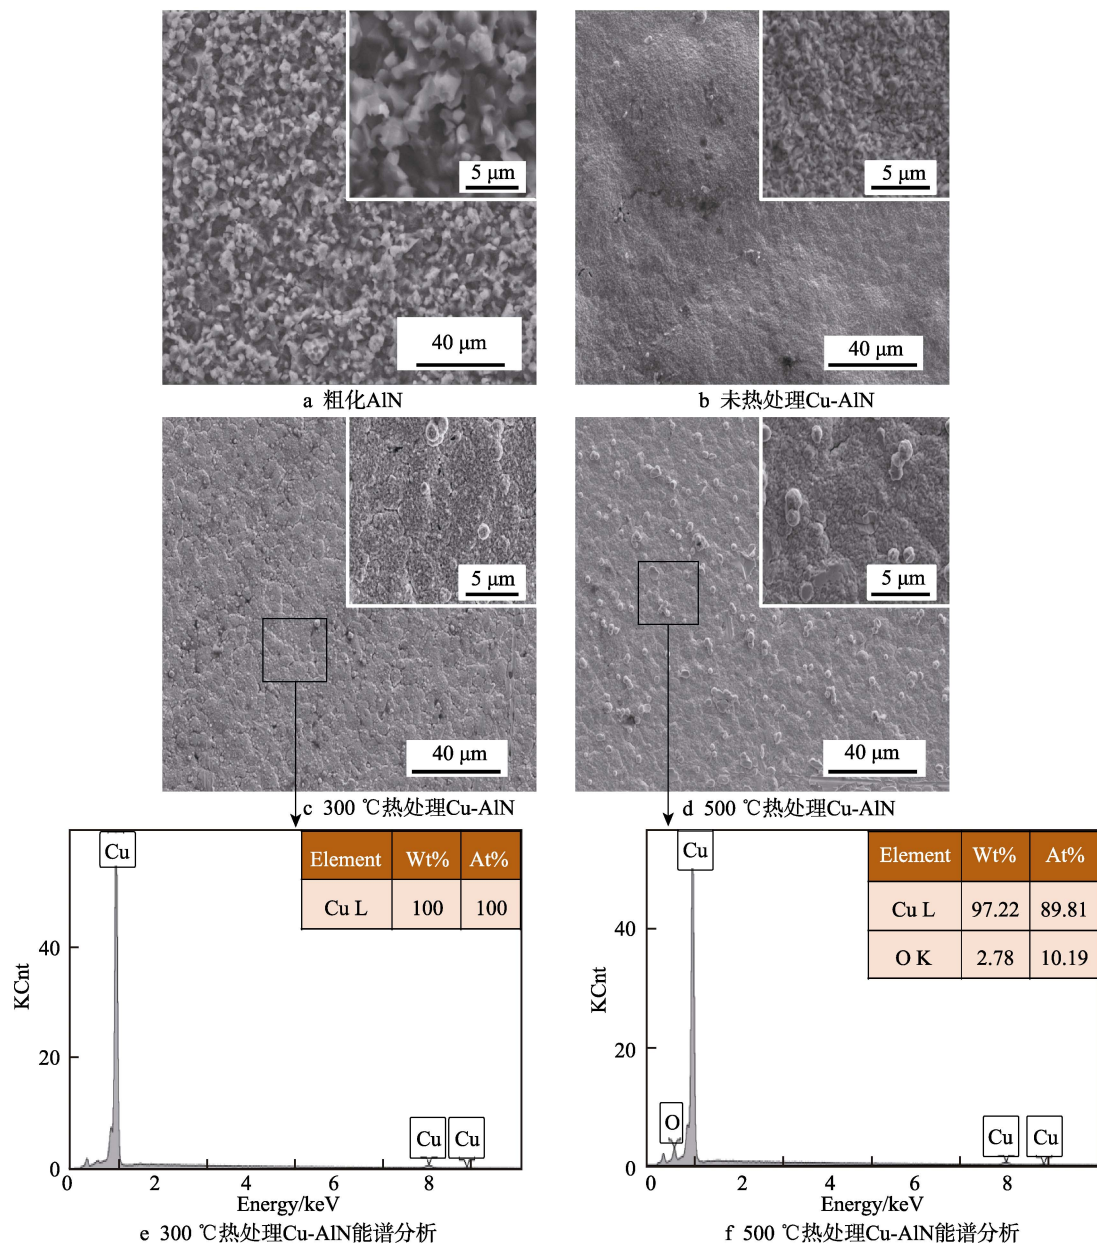 5 μm
40 μm
a 粗化AlN
5 μm
40 μm
b 未热处理Cu-AlN
5 μm
40 μm
c 300 ℃热处理Cu-AlN
5 μm
40 μm
d 500 ℃热处理Cu-AlN
Cu
Element Wt% At%
Cu L 100 100
40
20
0
KCnt
Cu Cu
0 2 4 6 8
Energy/keV
e 300 ℃热处理Cu-AlN能谱分析
Cu
Element Wt% At%
Cu L 97.22 89.81
O K 2.78 10.19
40
20
0
KCnt
O
Cu Cu
0 2 4 6 8
Energy/keV
f 500 ℃热处理Cu-AlN能谱分析